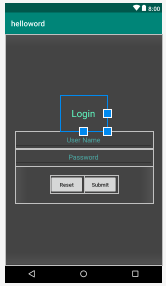 8:00
helloword
Login
User Name
Password
Reset Submit